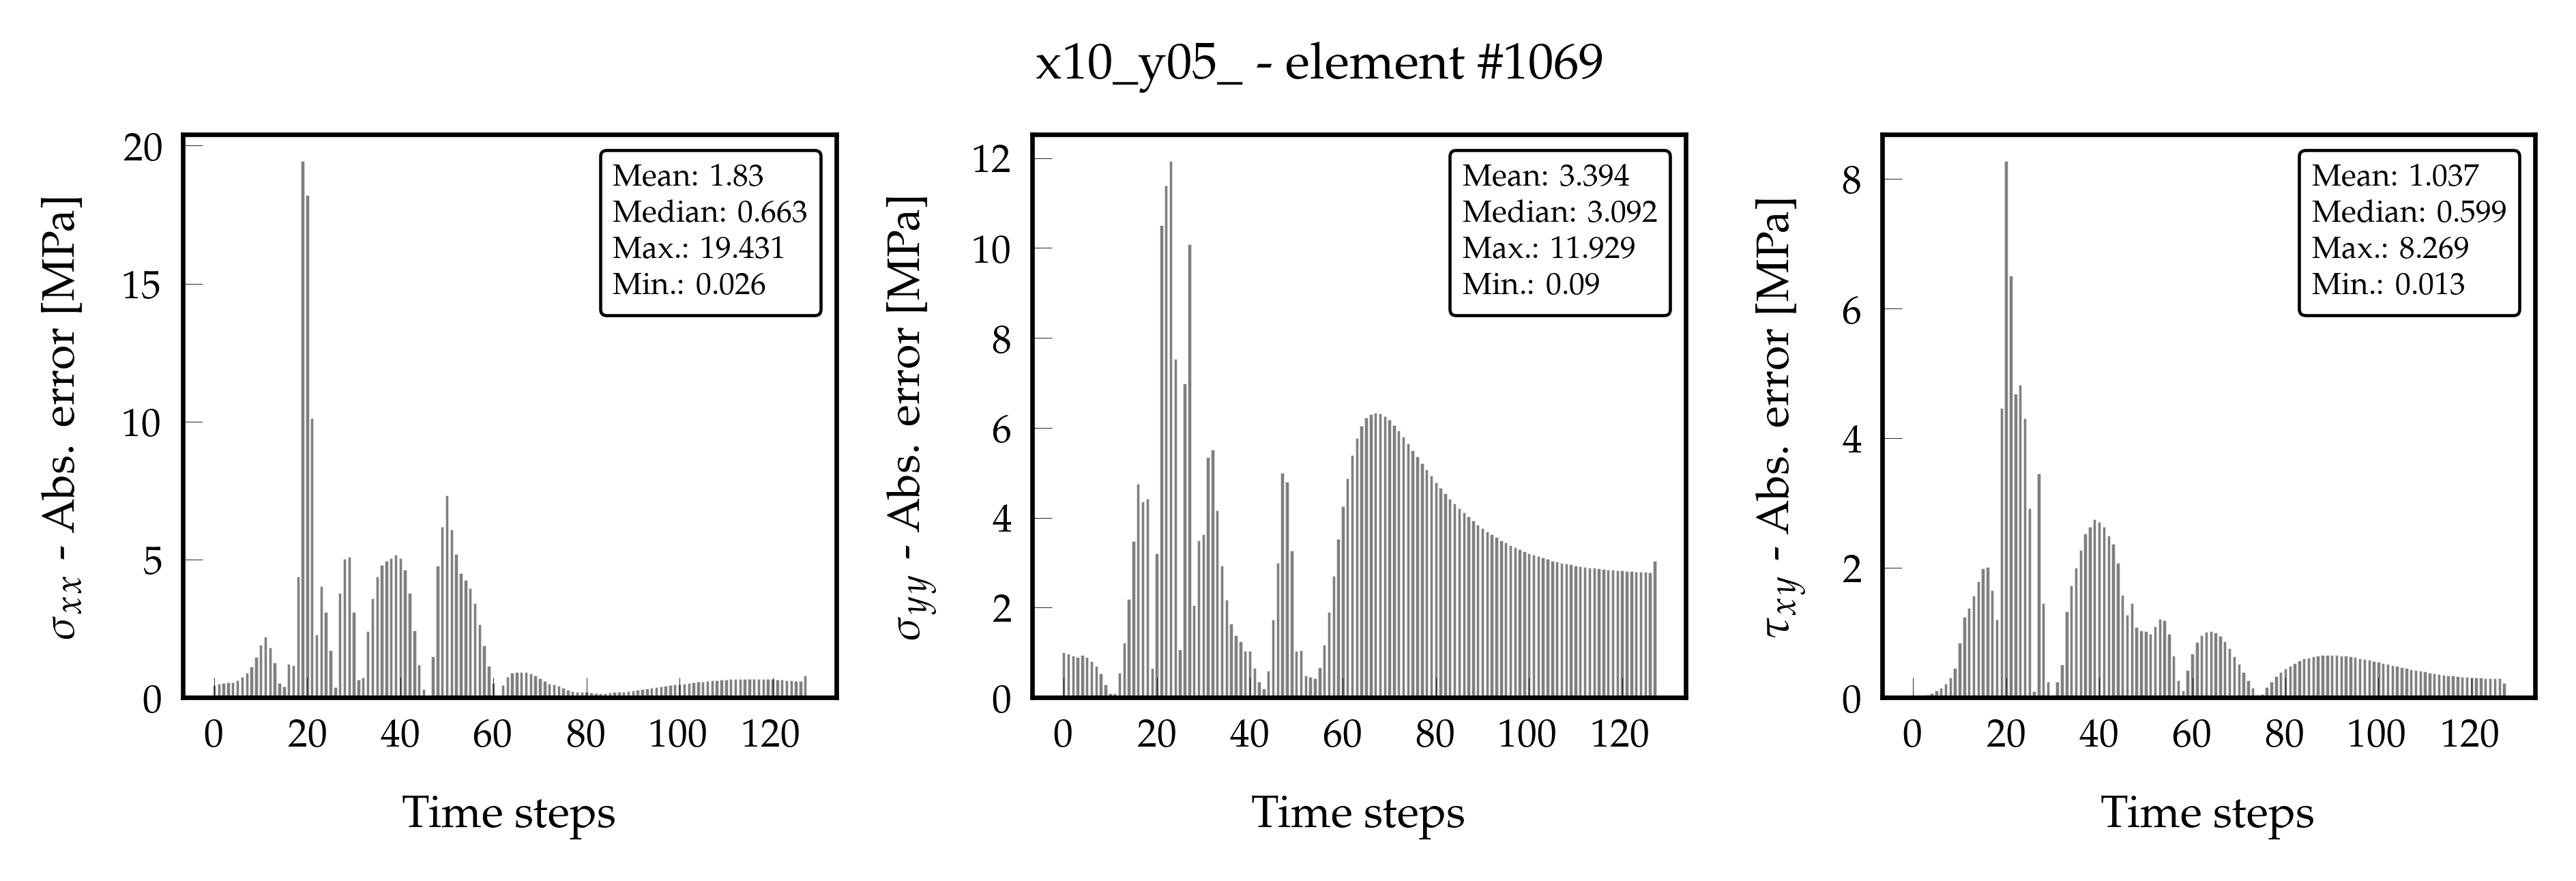 x10_y05_ - element #1069
σxx - Abs. error [MPa]
20
15
10
5
0
Mean: 1.83
Median: 0.663
Max.: 19.431
Min.: 0.026
0 20 40 60 80 100 120
Time steps
σyy - Abs. error [MPa]
12
10
8
6
4
2
0
Mean: 3.394
Median: 3.092
Max.: 11.929
Min.: 0.09
0 20 40 60 80 100 120
Time steps
τxy - Abs. error [MPa]
8
6
4
2
0
Mean: 1.037
Median: 0.599
Max.: 8.269
Min.: 0.013
0 20 40 60 80 100 120
Time steps